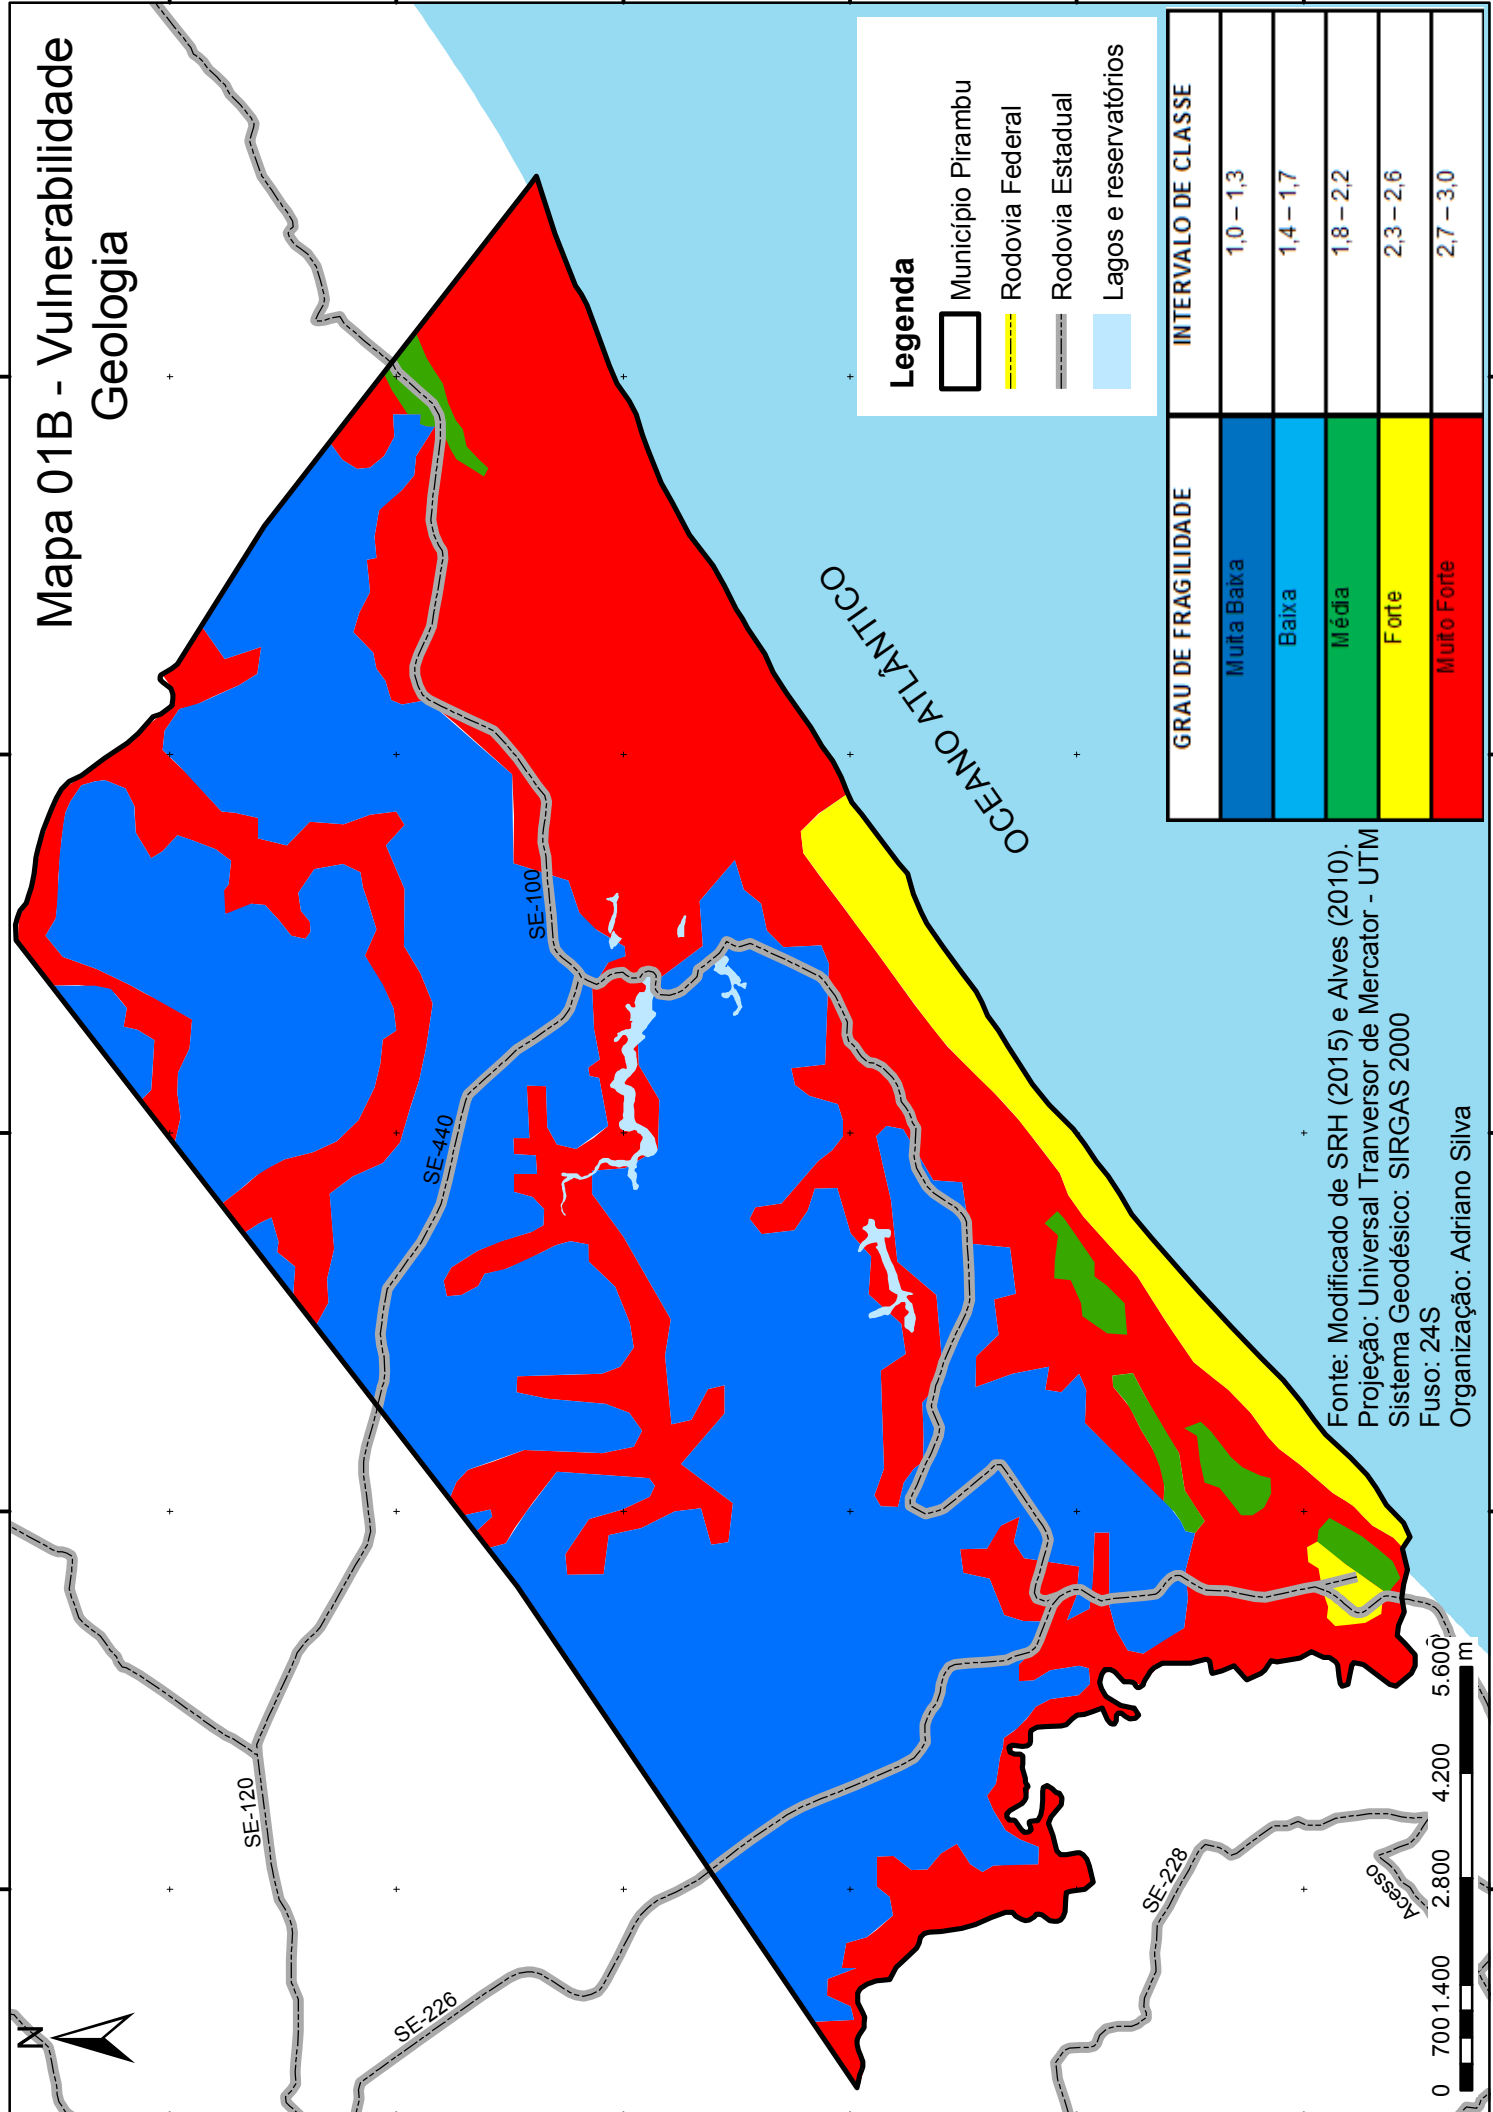 Mapa 01B - Vulnerabilidade
Geologia
N
SE-120
SE-226
SE-440
SE-100
SE-228
Acesso
OCEANO ATLÂNTICO
Legenda
Município Pirambu
Rodovia Federal
Rodovia Estadual
Lagos e reservatórios
GRAU DE FRAGILIDADE INTERVALO DE CLASSE
Muita Baixa 1,0 – 1,3
Baixa 1,4 – 1,7
Média 1,8 – 2,2
Forte 2,3 – 2,6
Muito Forte 2,7 – 3,0
Fonte: Modificado de SRH (2015) e Alves (2010).
Projeção: Universal Tranversor de Mercator - UTM
Sistema Geodésico: SIRGAS 2000
Fuso: 24S
Organização: Adriano Silva
0 700 1.400 2.800 4.200 5.600
m